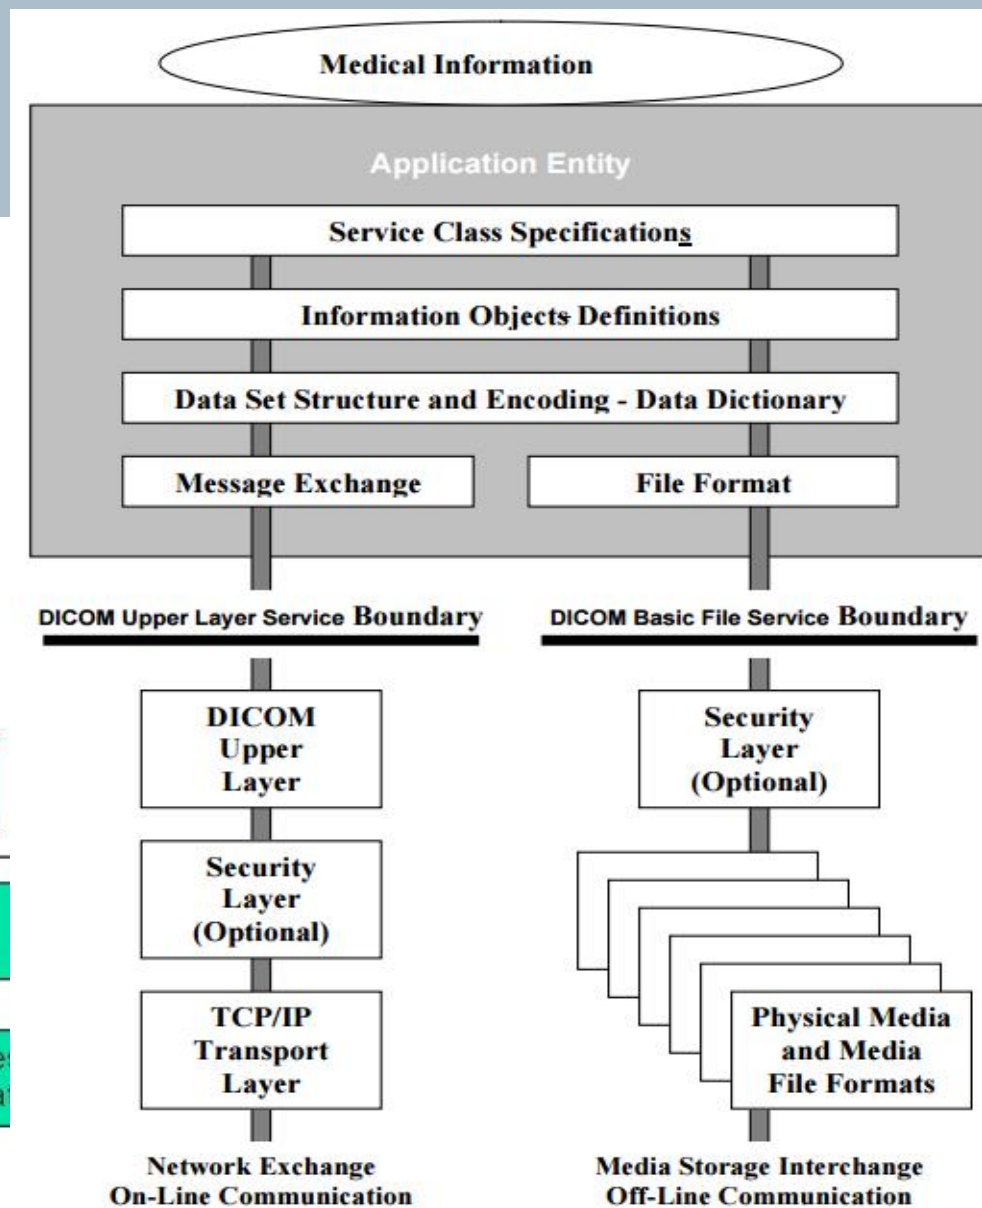 Medical Information
Application Entity
Service Class Specifications
Information Objects Definitions
Data Set Structure and Encoding - Data Dictionary
Message Exchange
File Format
DICOM Upper Layer Service Boundary
DICOM Basic File Service Boundary
DICOM
Upper
Layer
Security
Layer
(Optional)
Security
Layer
(Optional)
TCP/IP
Transport
Layer
Physical Media
and Media
File Formats
Network Exchange
On-Line Communication
Media Storage Interchange
Off-Line Communication